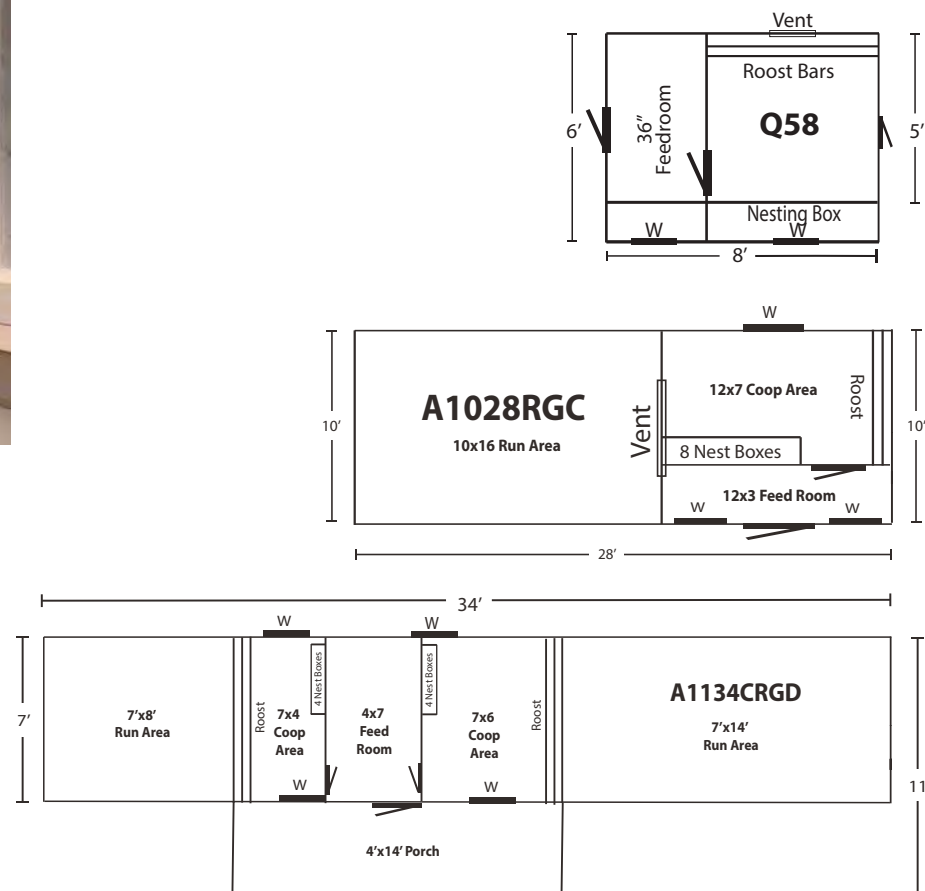 Vent
Roost Bars
Q58
36”
Feedroom
6’
5’
Nesting Box
W
W
8’
W
A1028RGC
10x16 Run Area
Vent
12x7 Coop Area
Roost
8 Nest Boxes
12x3 Feed Room
W
W
10’
10’
28’
34’
W
W
7’
7’x8’
Run Area
Roost
7x4
Coop
Area
4 Nest Boxes
4x7
Feed
Room
4 Nest Boxes
7x6
Coop
Area
Roost
A1134CRGD
7’x14’
Run Area
W
W
11
4’x14’ Porch